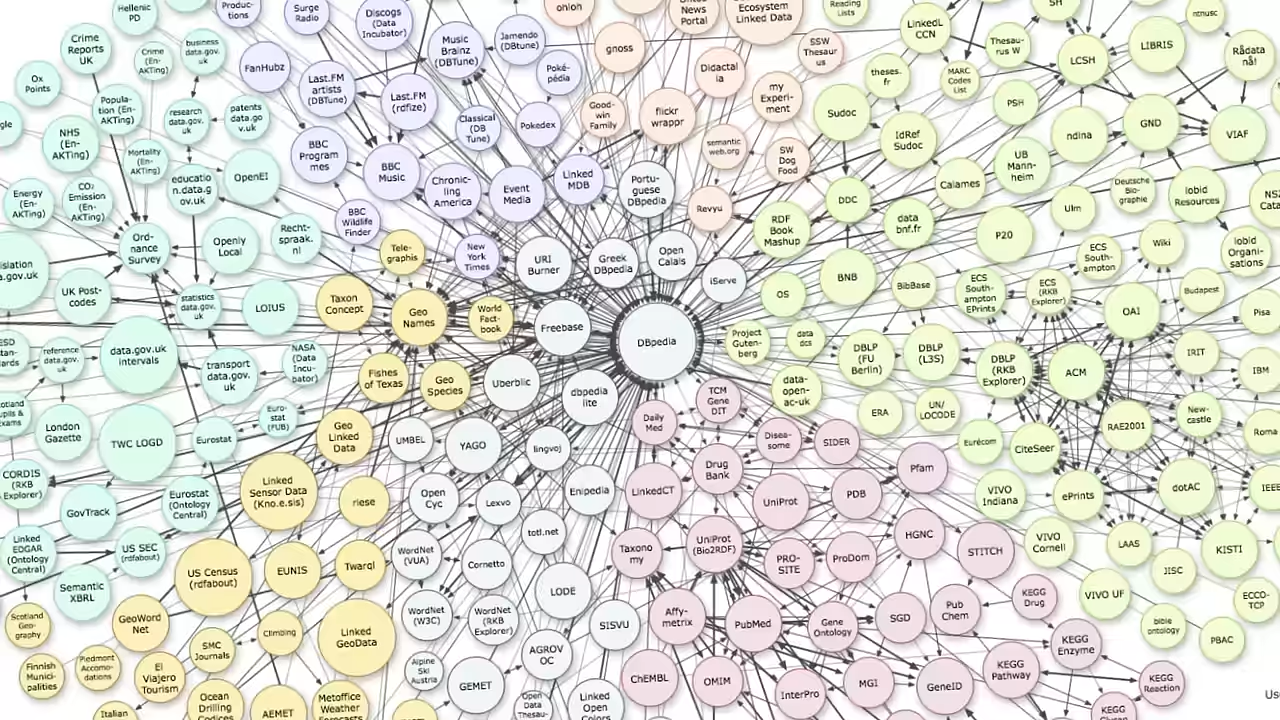 Hellenic
PD
Produc-
tions
Surge
Radio
Discogs
(Data
Incubator)
Music
Brainz
(DBTune)
Jamendo
(DBtune)
ohloh
gnoss
News
Portal
Ecosystem
Linked Data
SSW
Thesaur
us
Reading
Lists
LinkedL
CCN
Thesau-
rus W
SH
LCSH
LIBRIS
ntnusc
Rådata
nå!
Crime
Reports
UK
Crime
(En-
AKTing)
business
data.gov.
uk
FanHubz
Last.FM
artists
(DBTune)
Last.FM
(rdfize)
Poké-
pédia
Didactal
ia
my
Experi-
ment
theses.
fr
MARC
Codes
List
PSH
Ox
Points
Popula-
tion (En-
AKTing)
research
data.gov.
uk
patents
data.go
v.uk
Classical
(DB
Tune)
Pokedex
Good-
win
Family
flickr
wrappr
Sudoc
IdRef
Sudoc
ndina
GND
VIAF
gle
NHS
(En-
AKTing)
Mortality
(En-
AKTing)
BBC
Program
mes
BBC
Music
semantic
web.org
SW
Dog
Food
UB
Mann-
heim
Energy
(En-
AKTing)
CO2
Emission
(En-
AKTing)
educatio
n.data.g
ov.uk
OpenEI
Chronic-
ling
America
Event
Media
Linked
MDB
Portu-
guese
DBpedia
Revyu
DDC
Calames
Ulm
Deutsche
Bio-
graphie
lobid
Resources
BBC
Wildlife
Finder
RDF
Book
Mashup
data
bnf.fr
P20
Wiki
lobid
Organi-
sations
Ord-
nance
Survey
Openly
Local
Recht-
spraak.
nl
Tele-
graphis
New
York
Times
URI
Burner
Greek
DBpedia
Open
Calais
iServe
ECS
South-
ampton
UK Post-
codes
statistics
data.gov.
uk
LOIUS
Taxon
Concept
Geo
Names
World
Fact-
book
Freebase
DBpedia
OS
BNB
BibBase
ECS
South-
ampton
EPrints
ECS
(RKB
Explorer)
OAI
Budapest
Pisa
reference
data.gov.
uk
data.gov.uk
intervals
transport
data.gov.
uk
NASA
(Data
Incu-
bator)
Fishes
of Texas
Geo
Species
Uberblic
dbpedia
lite
Project
Guten-
berg
data
dcs
DBLP
(FU
Berlin)
DBLP
(L3S)
DBLP
(RKB
Explorer)
ACM
IRIT
IBM
London
Gazette
TWC LOGD
Eurostat
Euro-
stat
(FUB)
Geo
Linked
Data
UMBEL
YAGO
lingvoj
Daily
Med
TCM
Gene
DIT
data-
open-
ac-uk
ERA
UN/
LOCODE
RAE2001
New-
castle
Roma
CORDIS
(RKB
Explorer)
Disea-
some
SIDER
Eurécom
CiteSeer
GovTrack
Eurostat
(Ontology
Central)
Linked
Sensor Data
(Kno.e.sis)
riese
Open
Cyc
Lexvo
Enipedia
LinkedCT
Drug
Bank
UniProt
PDB
Pfam
VIVO
Indiana
ePrints
dotAC
IEEE
Linked
EDGAR
(Ontology
Central)
US SEC
(rdfabout)
totl.net
Taxono
my
UniProt
(Bio2RDF)
PRO-
SITE
ProDom
HGNC
STITCH
VIVO
Cornell
LAAS
KISTI
Semantic
XBRL
US Census
(rdfabout)
EUNIS
Twarql
WordNet
(VUA)
Cornetto
LODE
KEGG
Drug
VIVO UF
JISC
ECCO-
TCP
Scotland
Geo-
graphy
GeoWord
Net
Climbing
Linked
GeoData
WordNet
(W3C)
WordNet
(RKB
Explorer)
SISVU
Affy-
metrix
PubMed
Gene
Ontology
SGD
Pub
Chem
KEGG
Enzyme
bible
ontology
PBAC
Finnish
Munici-
palities
Piedmont
Accomo-
dations
El
Viajero
Tourism
SMC
Journals
Alpine
Ski
Austria
AGROV
OC
GEMET
ChEMBL
OMIM
InterPro
MGI
GeneID
KEGG
Pathway
KEGG
Reaction
Italian
Ocean
Drilling
Codices
AEMET
Metoffice
Weather
Forecasts
Open
Data
Thesau-
Linked
Open
Colors
KEGG
Us